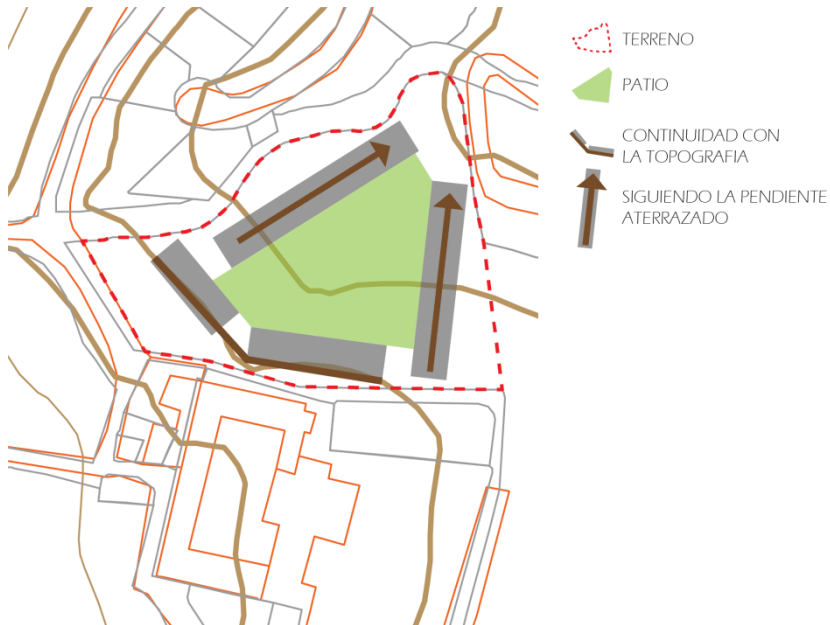 TERRENO
PATIO
CONTINUIDAD CON
LA TOPOGRAFIA
SIGUIENDO LA PENDIENTE
ATERRAZADO